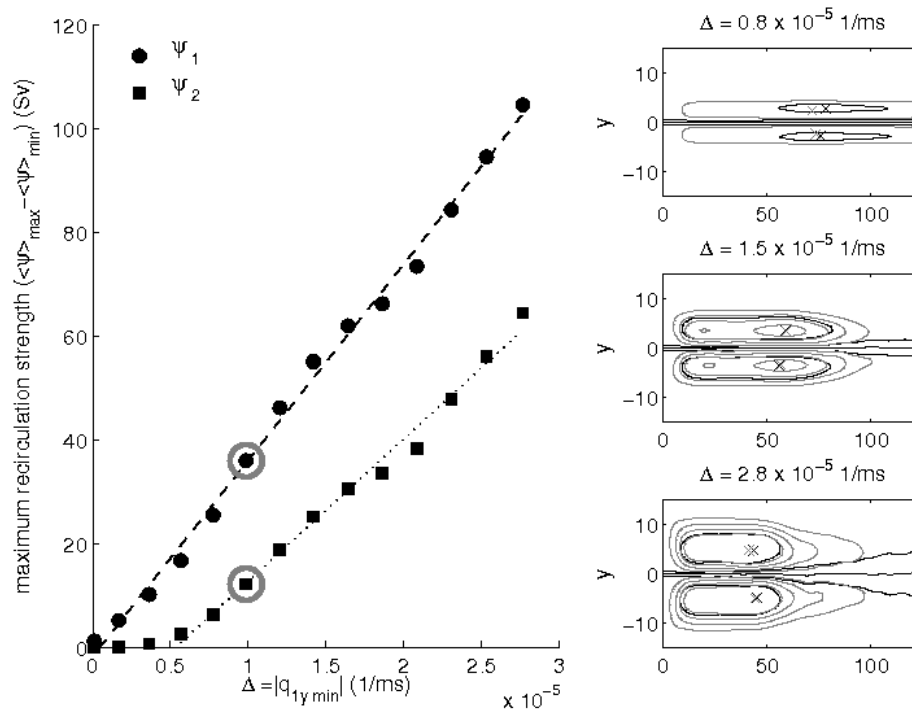 maximum recirculation strength (<ψ>max−<ψ>min) (Sv)
120
100
80
60
40
20
0
ψ1
ψ2
0
0.5
1
1.5
2
2.5
3
x 10-5
Δ=|q1y min| (1/ms)
Δ = 0.8 x 10-5 1/ms
y
10
0
−10
0
50
100
Δ = 1.5 x 10-5 1/ms
y
10
0
−10
0
50
100
Δ = 2.8 x 10-5 1/ms
y
10
0
−10
0
50
100